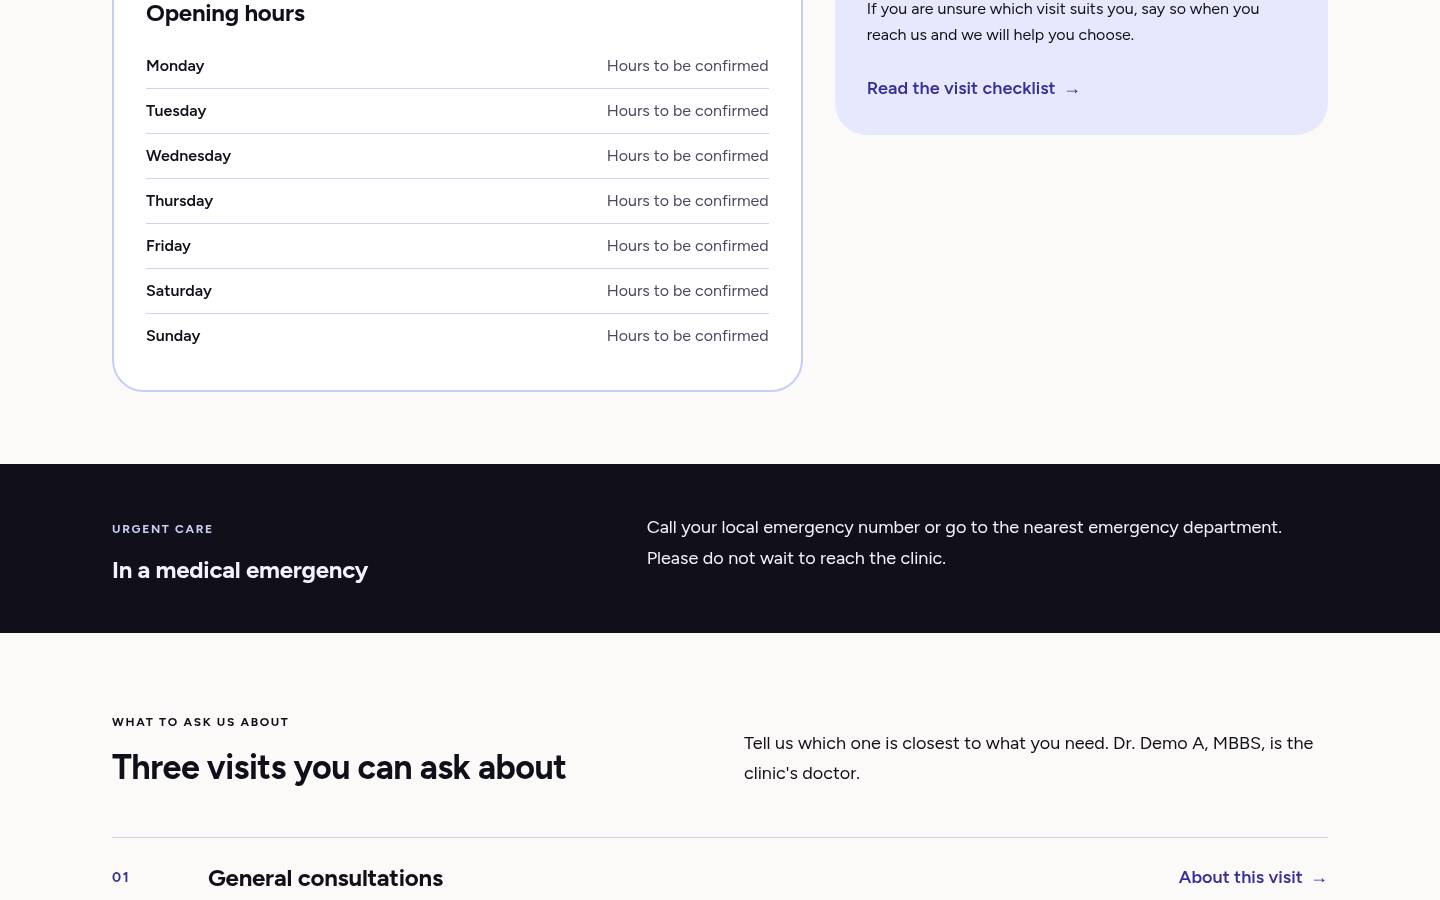 Opening hours
Monday Hours to be confirmed
Tuesday Hours to be confirmed
Wednesday Hours to be confirmed
Thursday Hours to be confirmed
Friday Hours to be confirmed
Saturday Hours to be confirmed
Sunday Hours to be confirmed
If you are unsure which visit suits you, say so when you
reach us and we will help you choose.
Read the visit checklist →
URGENT CARE
In a medical emergency
Call your local emergency number or go to the nearest emergency department.
Please do not wait to reach the clinic.
WHAT TO ASK US ABOUT
Three visits you can ask about
Tell us which one is closest to what you need. Dr. Demo A, MBBS, is the
clinic's doctor.
01 General consultations About this visit →